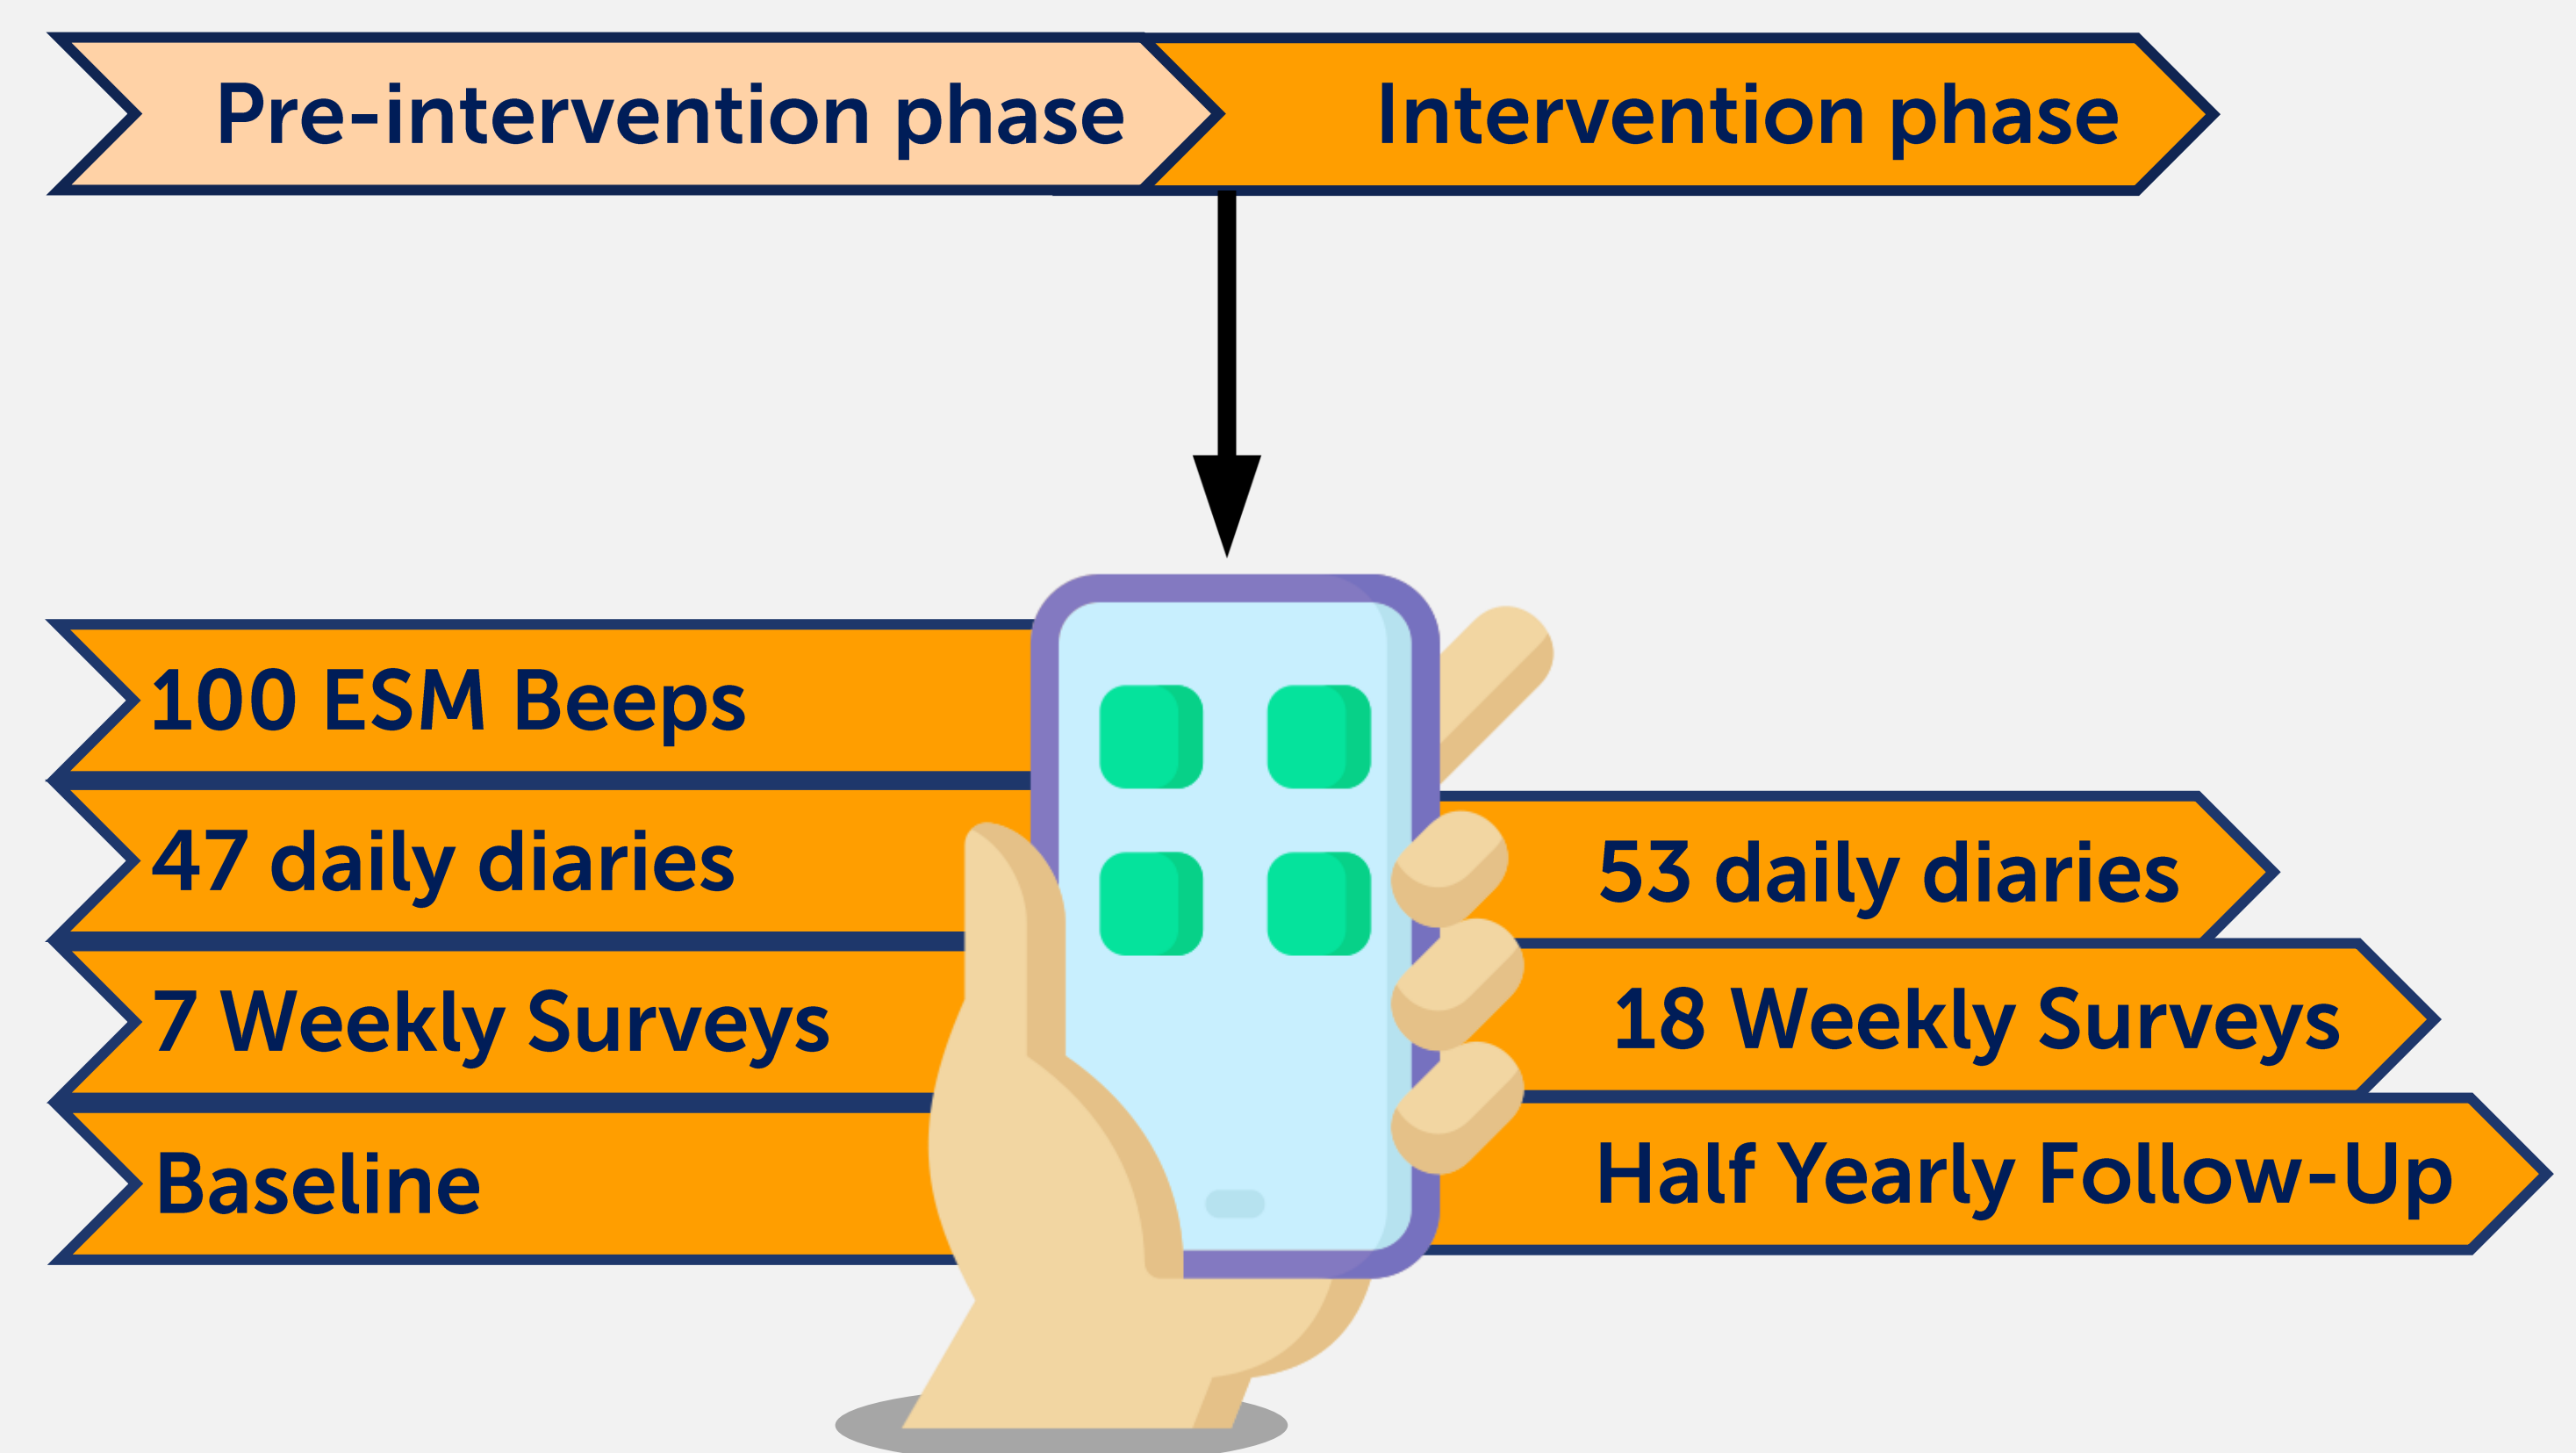 Pre-intervention phase
Intervention phase
100 ESM Beeps
47 daily diaries
7 Weekly Surveys
Baseline
53 daily diaries
18 Weekly Surveys
Half Yearly Follow-Up